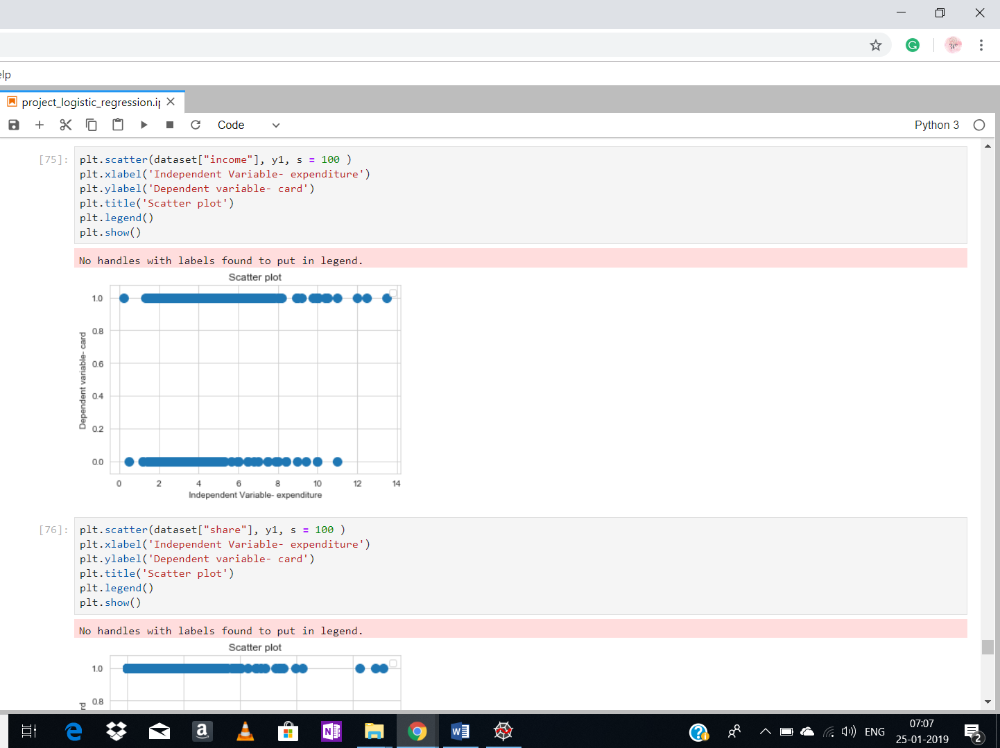 elp
project_logistic_regression.ip
Code
Python 3
[75]:
plt.scatter(dataset["income"], y1, s = 100 )
plt.xlabel('Independent Variable- expenditure')
plt.ylabel('Dependent variable- card')
plt.title('Scatter plot')
plt.legend()
plt.show()
No handles with labels found to put in legend.
Scatter plot
1.0
0.8
0.6
0.4
0.2
0.0
Dependent variable- card
0 2 4 6 8 10 12 14
Independent Variable- expenditure
[76]:
plt.scatter(dataset["share"], y1, s = 100 )
plt.xlabel('Independent Variable- expenditure')
plt.ylabel('Dependent variable- card')
plt.title('Scatter plot')
plt.legend()
plt.show()
No handles with labels found to put in legend.
Scatter plot
1.0
0.8
rd
ENG
07:07
25-01-2019
2